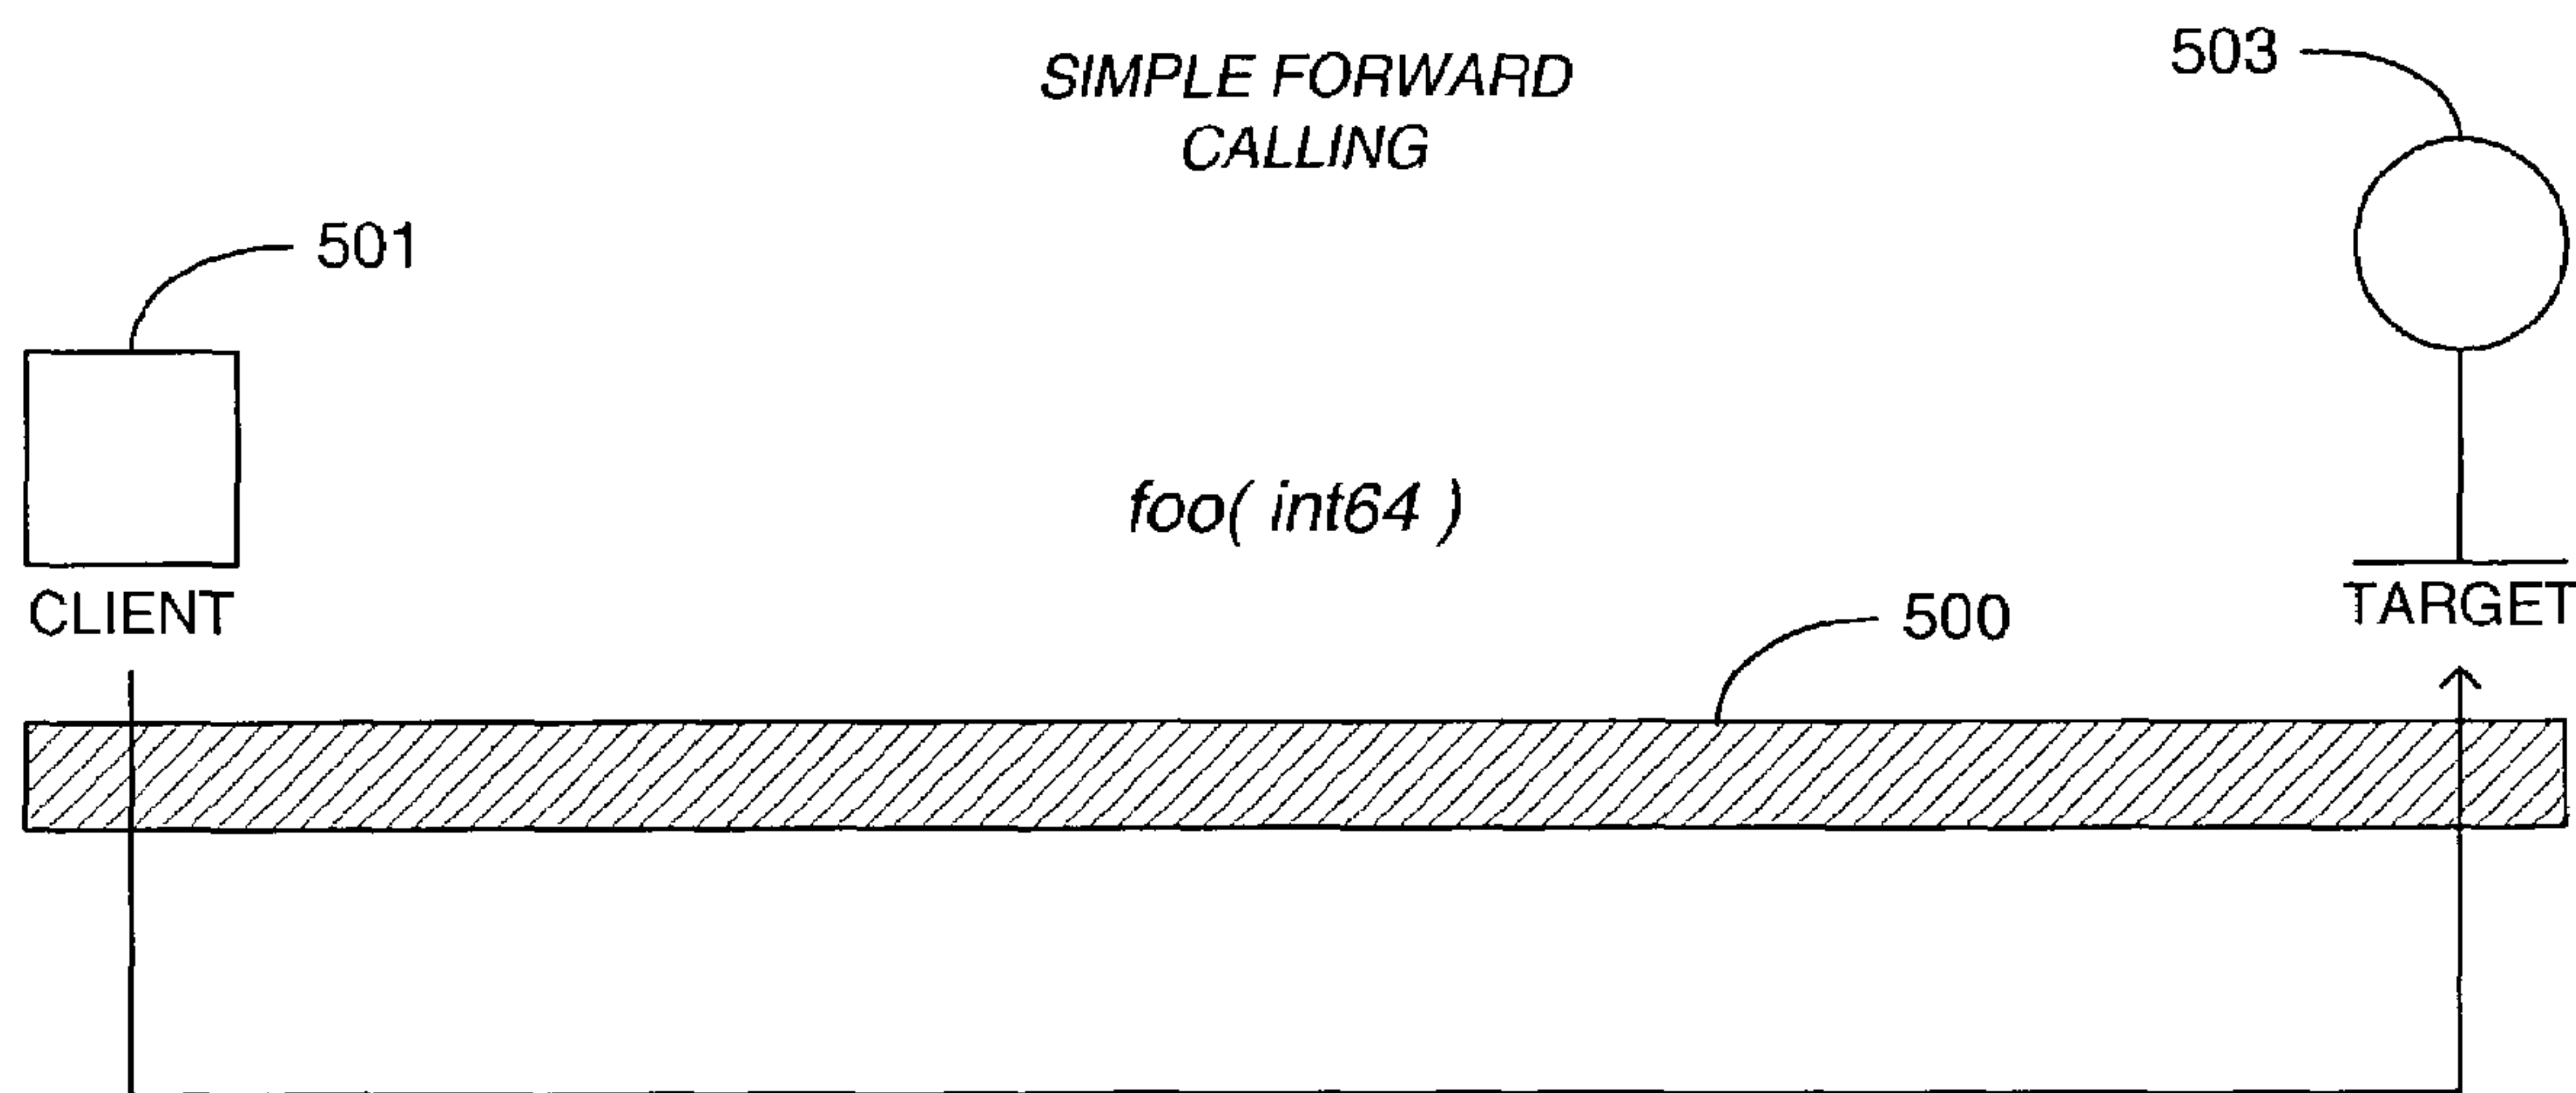 SIMPLE FORWARD
CALLING
503
501
foo( int64 )
CLIENT
500
TARGET